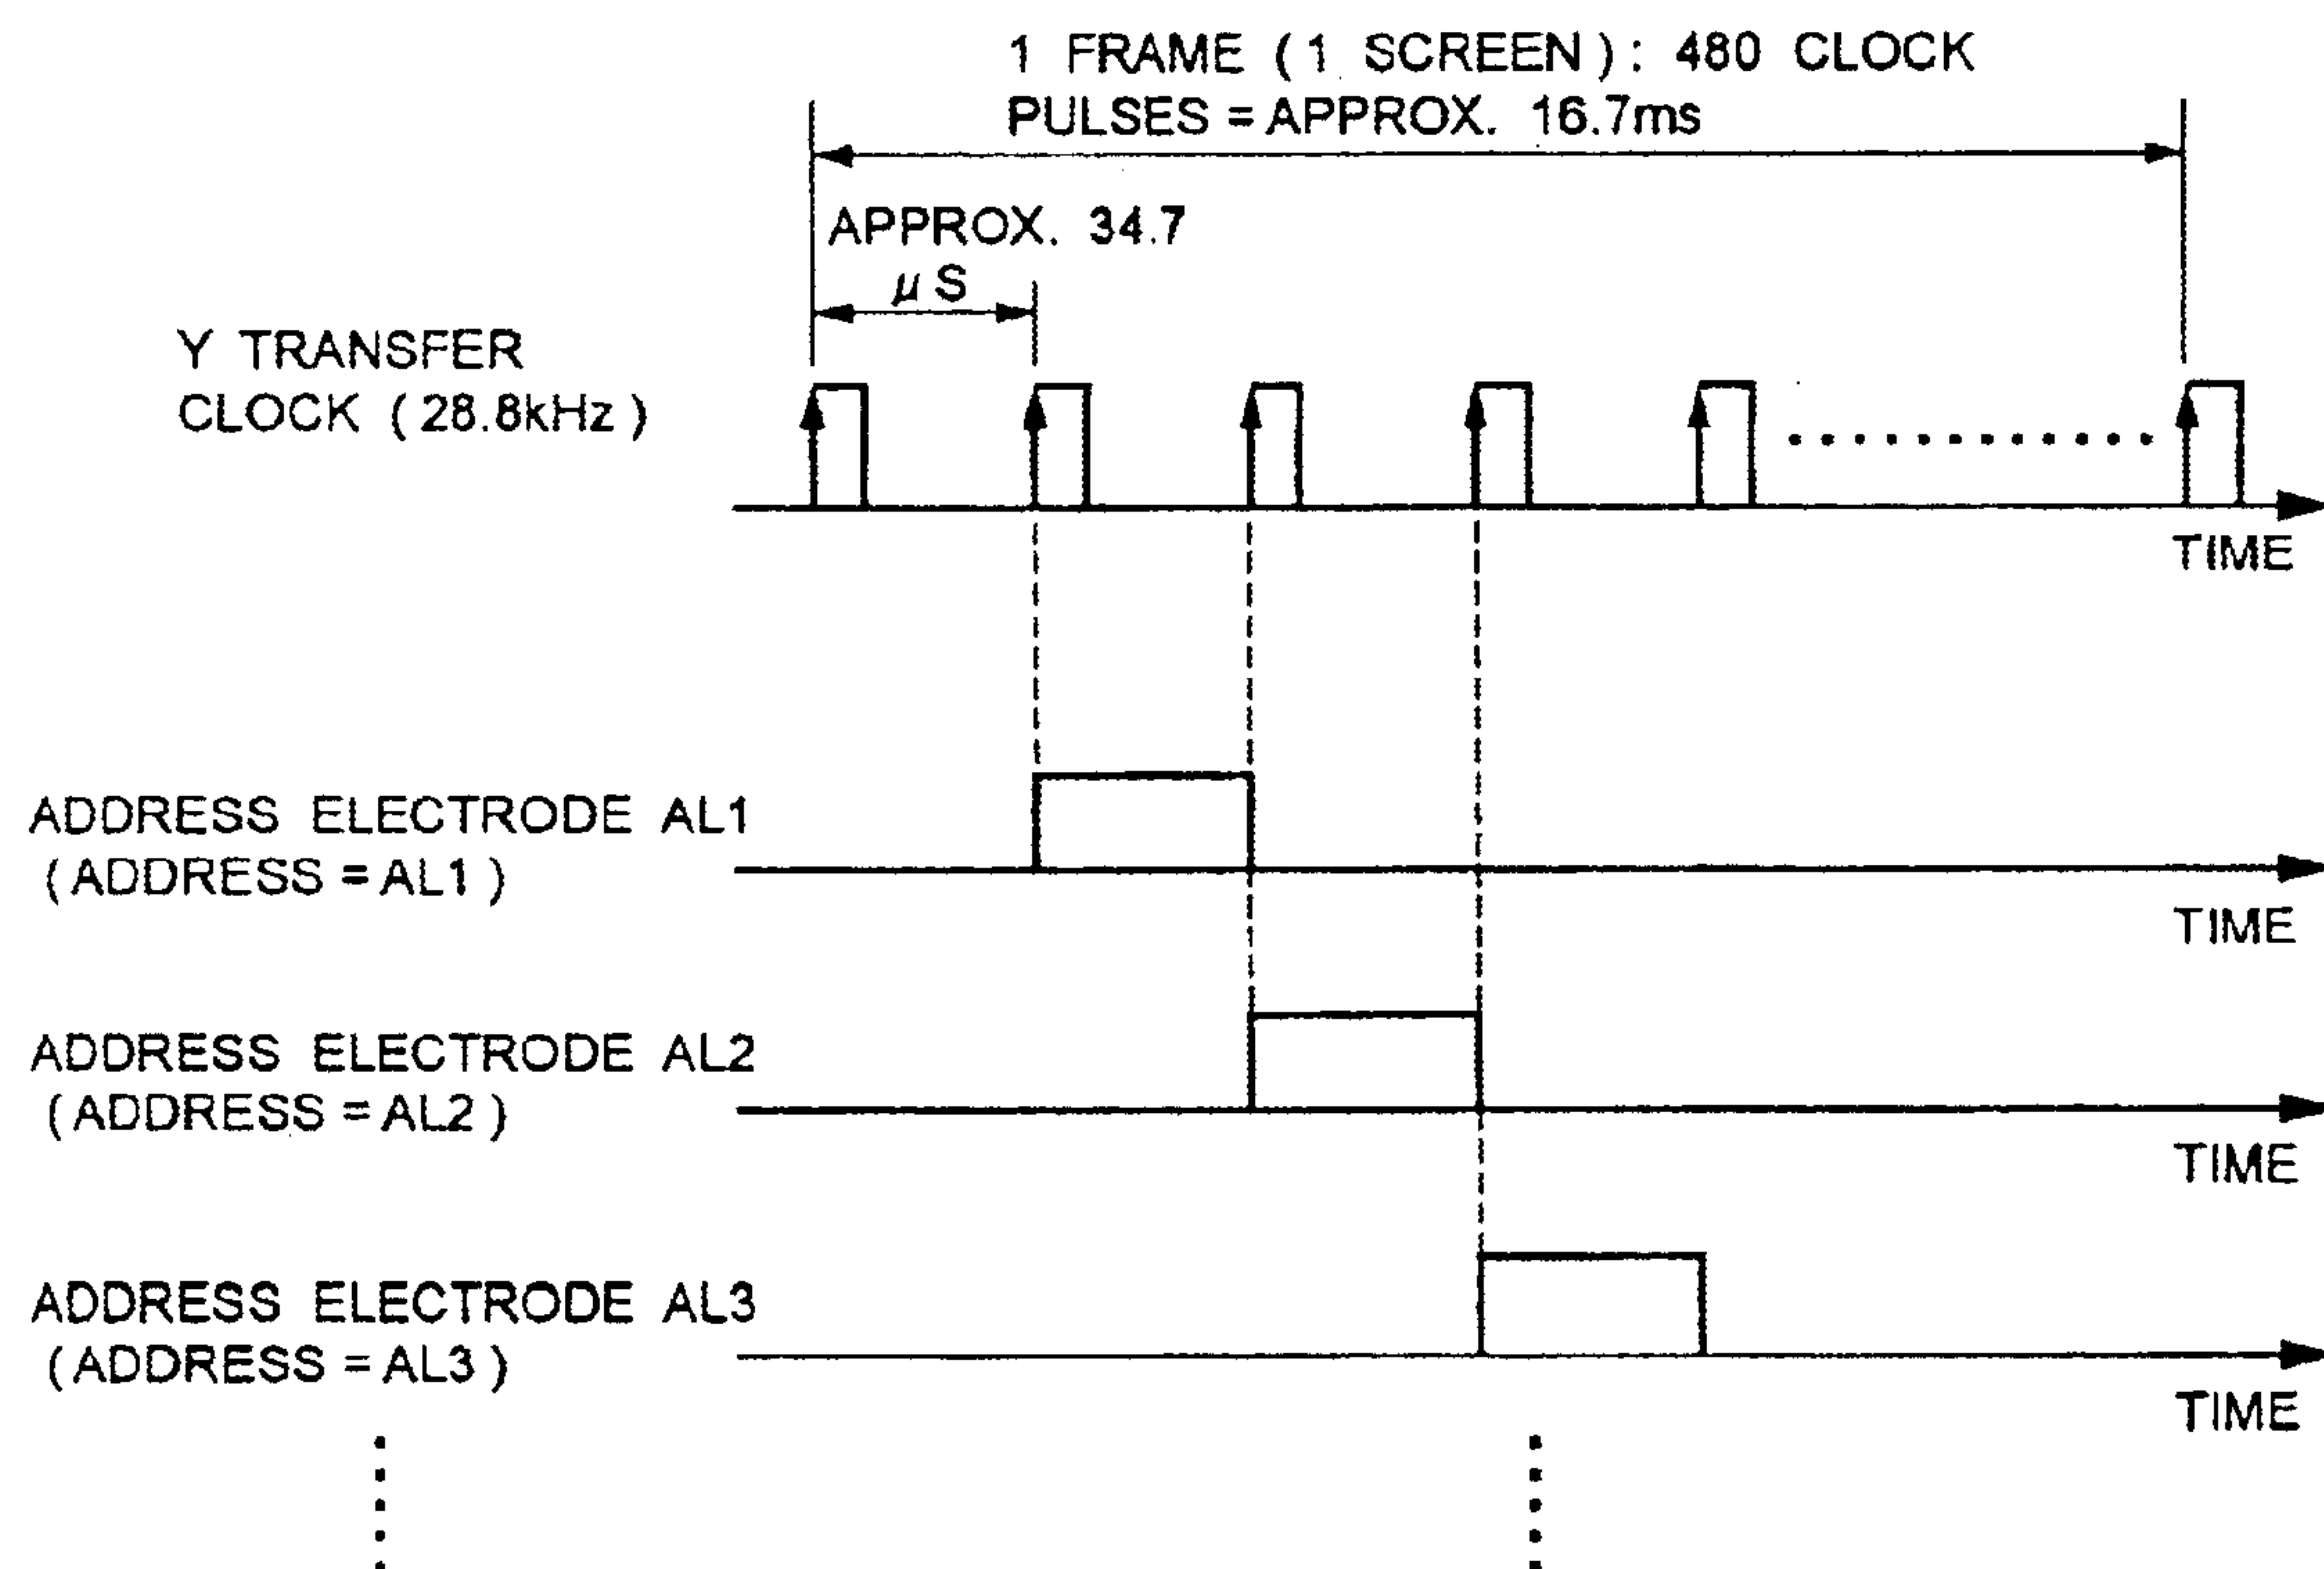 1 FRAME ( 1 SCREEN ) : 480 CLOCK
PULSES = APPROX. 16.7ms
APPROX. 34.7
μS
Y TRANSFER
CLOCK ( 28.8kHz )
TIME
ADDRESS ELECTRODE AL1
( ADDRESS = AL1 )
TIME
ADDRESS ELECTRODE AL2
( ADDRESS = AL2 )
TIME
ADDRESS ELECTRODE AL3
( ADDRESS = AL3 )
TIME